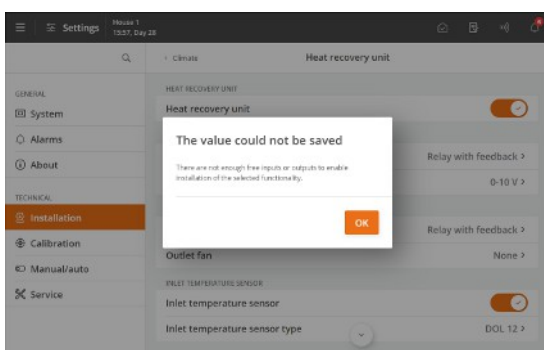 Settings
House 1
15:57, Day 28
Climate
Heat recovery unit
GENERAL
System
Alarms
About
TECHNICAL
Installation
Calibration
Manual/auto
Service
HEAT RECOVERY UNIT
Heat recovery unit
The value could not be saved
There are not enough free inputs or outputs to enable
installation of the selected functionality.
OK
Relay with feedback
0-10 V
Relay with feedback
Outlet fan None
INLET TEMPERATURE SENSOR
Inlet temperature sensor
Inlet temperature sensor type DOL 12